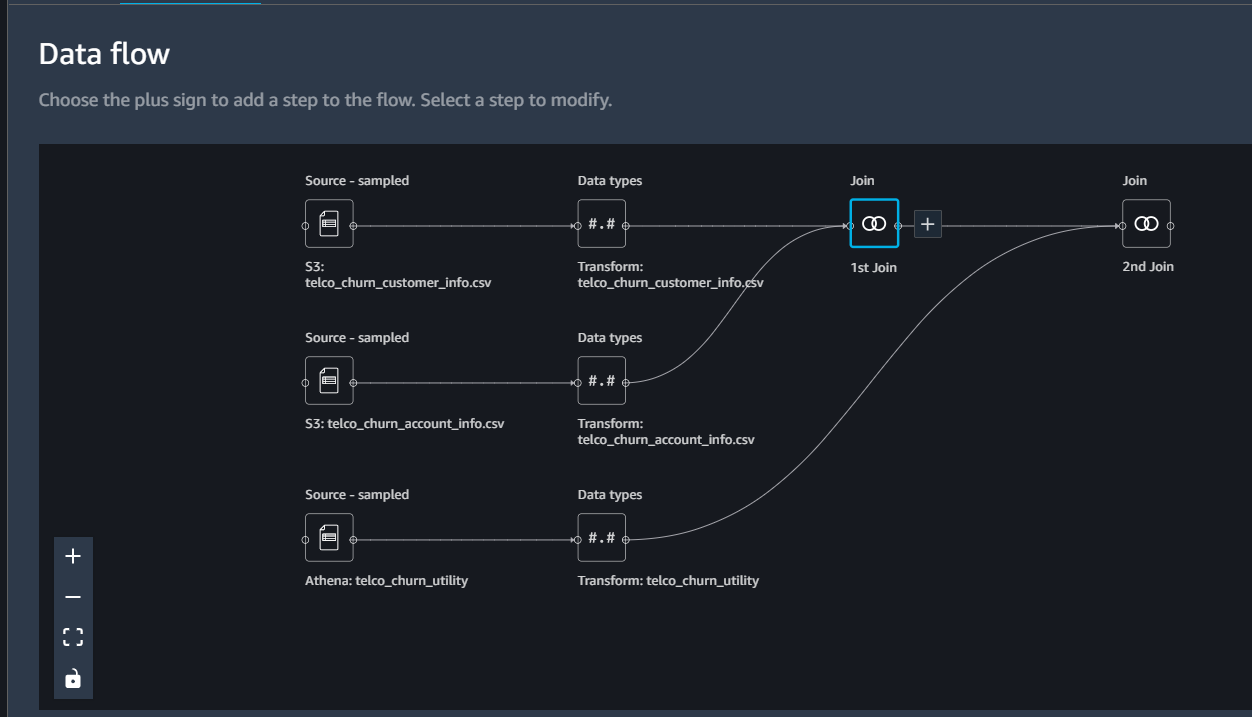 Data flow
Choose the plus sign to add a step to the flow. Select a step to modify.
Source - sampled
Data types
Join
Join
#.#
S3:
telco_churn_customer_info.csv
Transform:
telco_churn_customer_info.csv
1st Join
2nd Join
Source - sampled
Data types
#.#
S3: telco_churn_account_info.csv
Transform:
telco_churn_account_info.csv
Source - sampled
Data types
#.#
Athena: telco_churn_utility
Transform: telco_churn_utility